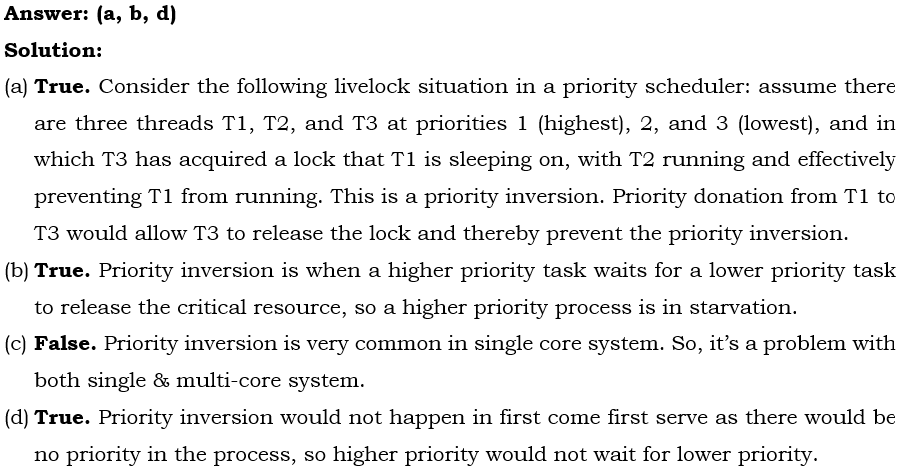 Answer: (a, b, d)
Solution:
(a) True. Consider the following livelock situation in a priority scheduler: assume there
are three threads T1, T2, and T3 at priorities 1 (highest), 2, and 3 (lowest), and in
which T3 has acquired a lock that T1 is sleeping on, with T2 running and effectively
preventing T1 from running. This is a priority inversion. Priority donation from T1 to
T3 would allow T3 to release the lock and thereby prevent the priority inversion.
(b) True. Priority inversion is when a higher priority task waits for a lower priority task
to release the critical resource, so a higher priority process is in starvation.
(c) False. Priority inversion is very common in single core system. So, it's a problem with
both single & multi-core system.
(d) True. Priority inversion would not happen in first come first serve as there would be
no priority in the process, so higher priority would not wait for lower priority.